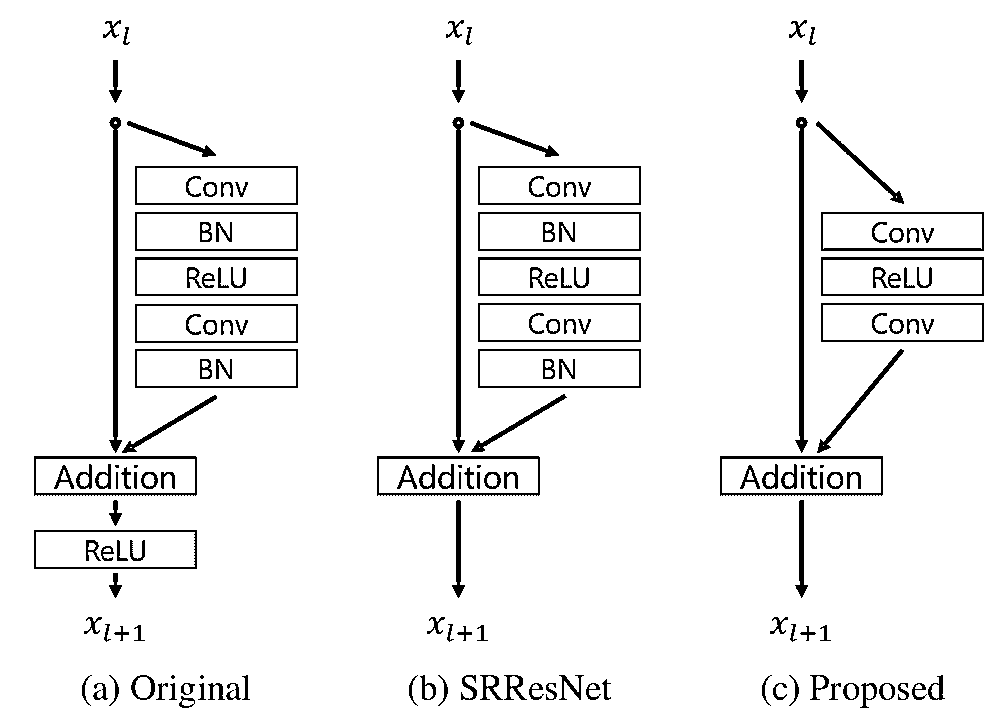 x_l
Conv
BN
ReLU
Conv
BN
Addition
ReLU
x_{l+1}
(a) Original
x_l
Conv
BN
ReLU
Conv
BN
Addition
x_{l+1}
(b) SRResNet
x_l
Conv
ReLU
Conv
Addition
x_{l+1}
(c) Proposed